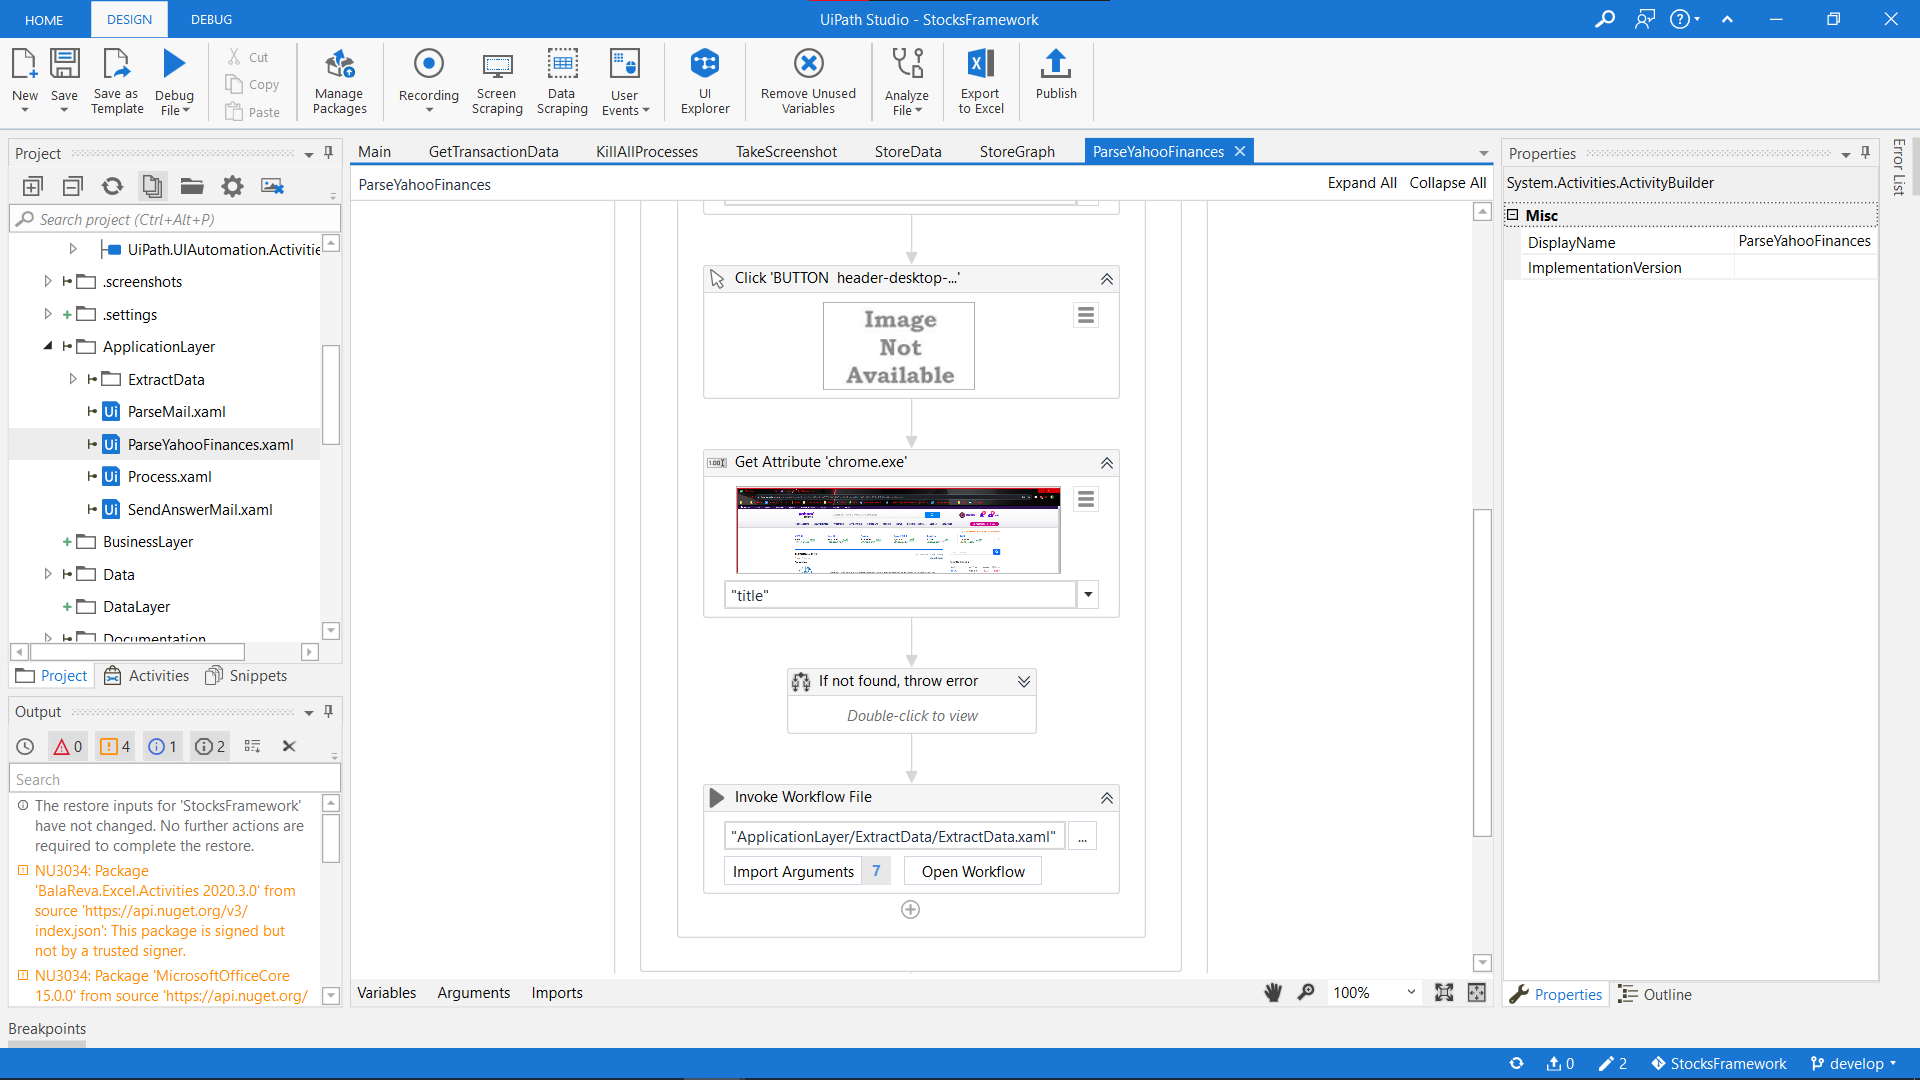 HOME
DESIGN
DEBUG
UiPath Studio - StocksFramework
New
Save
Save as
Template
Debug
File
Cut
Copy
Paste
Manage
Packages
Recording
Screen
Scraping
Data
Scraping
User
Events
UI
Explorer
Remove Unused
Variables
Analyze
File
Export
to Excel
Publish
Project
Search project (Ctrl+Alt+P)
UiPath.UIAutomation.Activitie
.screenshots
.settings
ApplicationLayer
ExtractData
ParseMail.xaml
ParseYahooFinances.xaml
Process.xaml
SendAnswerMail.xaml
BusinessLayer
Data
DataLayer
Documentation
Project
Activities
Snippets
Output
0
4
1
2
Search
The restore inputs for 'StocksFramework'
have not changed. No further actions are
required to complete the restore.
NU3034: Package
'BalaReva.Excel.Activities 2020.3.0' from
source 'https://api.nuget.org/v3/
index.json': This package is signed but
not by a trusted signer.
NU3034: Package 'MicrosoftOfficeCore
15.0.0' from source 'https://api.nuget.org/
Breakpoints
Main
GetTransactionData
KillAllProcesses
TakeScreenshot
StoreData
StoreGraph
ParseYahooFinances
ParseYahooFinances
Expand All
Collapse All
Click 'BUTTON  header-desktop-...'
Image
Not
Available
Get Attribute 'chrome.exe'
"title"
If not found, throw error
Double-click to view
Invoke Workflow File
"ApplicationLayer/ExtractData/ExtractData.xaml"
...
Import Arguments
7
Open Workflow
Variables
Arguments
Imports
100%
Properties
System.Activities.ActivityBuilder
Misc
DisplayName
ParseYahooFinances
ImplementationVersion
Properties
Outline
Error List
0
2
StocksFramework
develop